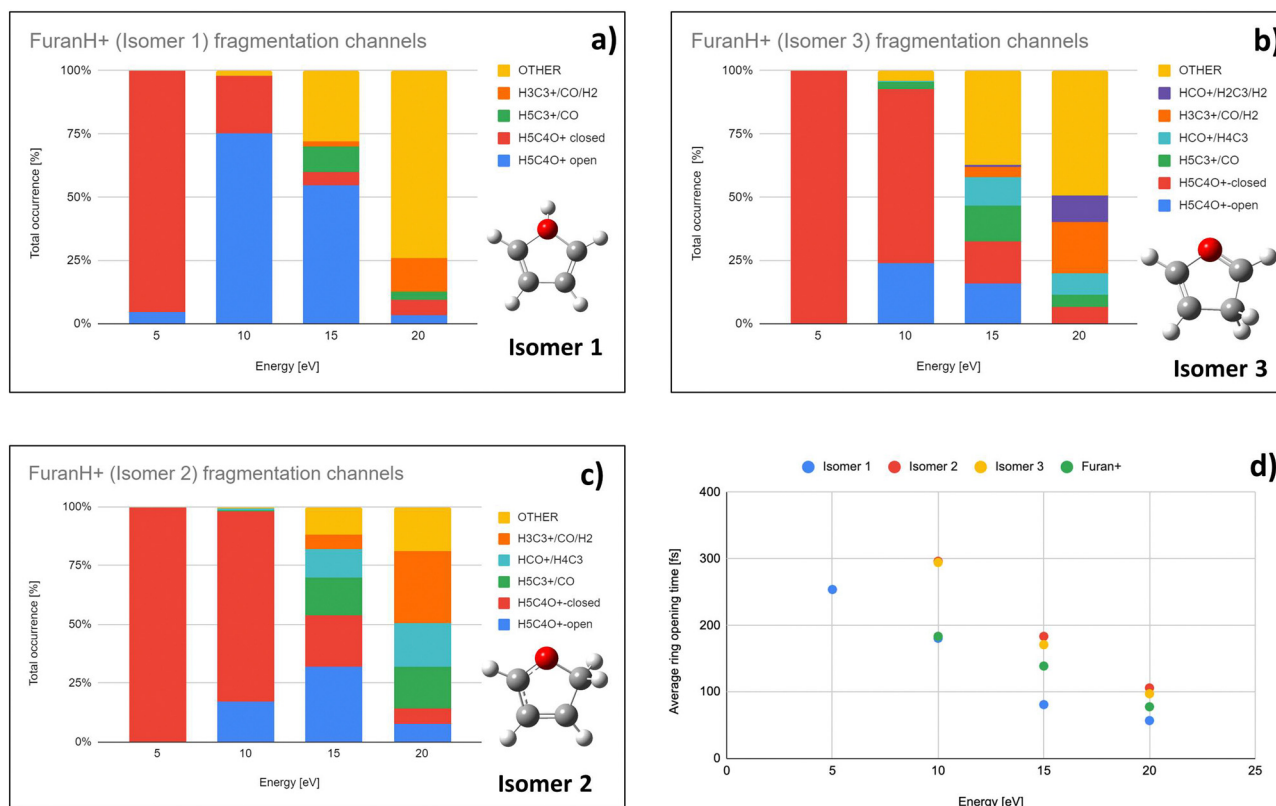 a)
FuranH+ (Isomer 1) fragmentation channels
100%
75%
50%
25%
0%
Total occurrence [%]
5 10 15 20
Energy [eV]
OTHER
H3C3+/CO/H2
H5C3+/CO
H5C4O+ closed
H5C4O+ open
Isomer 1
b)
FuranH+ (Isomer 3) fragmentation channels
100%
75%
50%
25%
0%
Total occurrence [%]
5 10 15 20
Energy [eV]
OTHER
HCO+/H2C3/H2
H3C3+/CO/H2
HCO+/H4C3
H5C3+/CO
H5C4O+-closed
H5C4O+-open
Isomer 3
c)
FuranH+ (Isomer 2) fragmentation channels
100%
75%
50%
25%
0%
Total occurrence [%]
5 10 15 20
Energy [eV]
OTHER
H3C3+/CO/H2
HCO+/H4C3
H5C3+/CO
H5C4O+-closed
H5C4O+-open
Isomer 2
d)
Isomer 1 Isomer 2 Isomer 3 Furan+
400
300
200
100
0
Average ring opening time [fs]
0 5 10 15 20 25
Energy [eV]